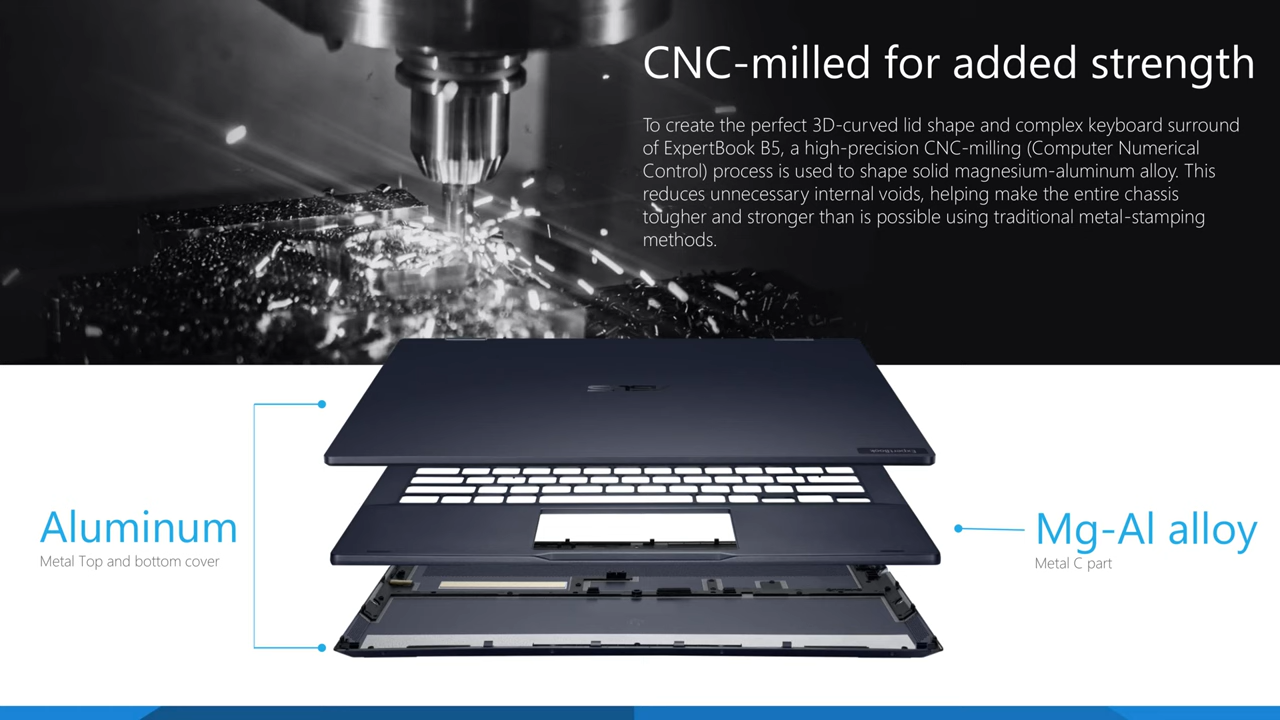 CNC-milled for added strength
To create the perfect 3D-curved lid shape and complex keyboard surround
of ExpertBook B5, a high-precision CNC-milling (Computer Numerical
Control) process is used to shape solid magnesium-aluminum alloy. This
reduces unnecessary internal voids, helping make the entire chassis
tougher and stronger than is possible using traditional metal-stamping
methods.
ASUS
ExpertBook
Aluminum
Metal Top and bottom cover
Mg-Al alloy
Metal C part